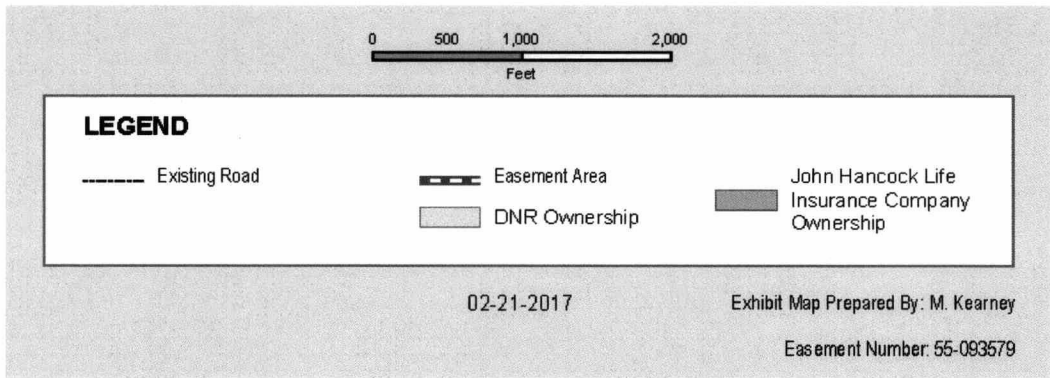 0 500 1,000 2,000
Feet
LEGEND
Existing Road
Easement Area
DNR Ownership
John Hancock Life
Insurance Company
Ownership
02-21-2017
Exhibit Map Prepared By: M. Kearney
Easement Number: 55-093579